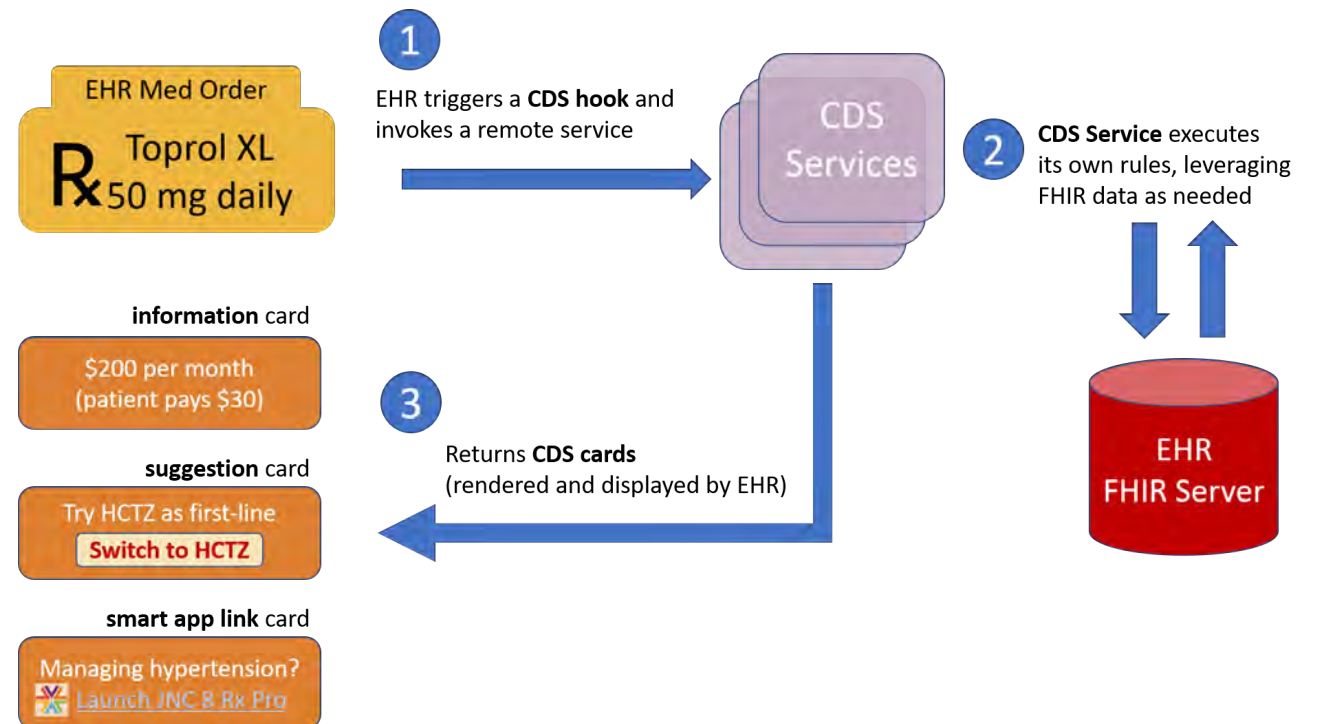 EHR Med Order
Rx Toprol XL
50 mg daily
1
EHR triggers a CDS hook and
invokes a remote service
CDS
Services
2
CDS Service executes
its own rules, leveraging
FHIR data as needed
EHR
FHIR Server
3
Returns CDS cards
(rendered and displayed by EHR)
information card
$200 per month
(patient pays $30)
suggestion card
Try HCTZ as first-line
Switch to HCTZ
smart app link card
Managing hypertension?
Launch JNC 8 Rx Pro